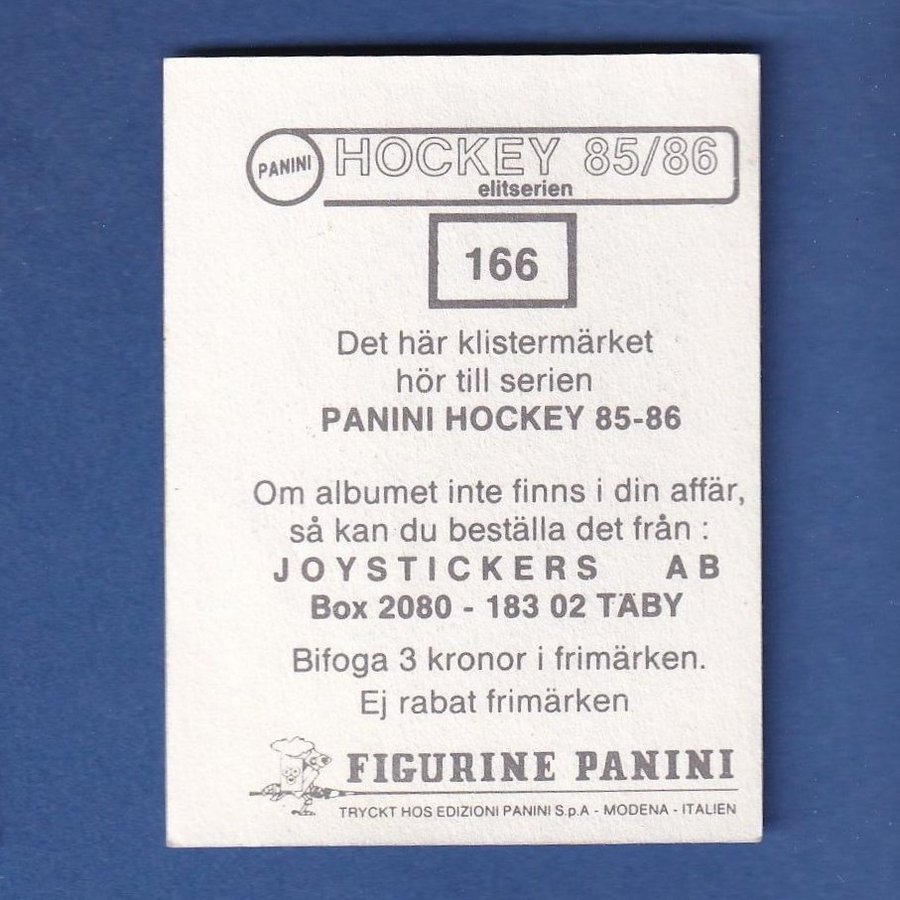 PANINI
HOCKEY 85/86
elitserien
166
Det här klistermärket
hör till serien
PANINI HOCKEY 85-86
Om albumet inte finns i din affär,
så kan du beställa det från :
JOYSTICKERS AB
Box 2080 - 183 02 TÄBY
Bifoga 3 kronor i frimärken.
Ej rabat frimärken
FIGURINE PANINI
TRYCKT HOS EDIZIONI PANINI S.p.A - MODENA - ITALIEN